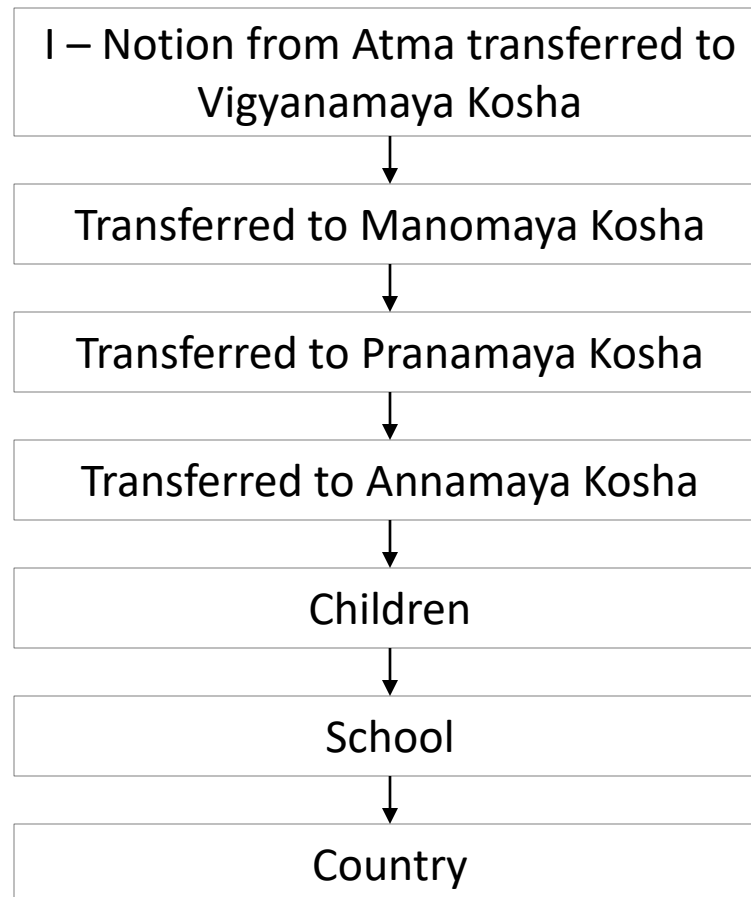 I – Notion from Atma transferred to
Vigyanamaya Kosha
Transferred to Manomaya Kosha
Transferred to Pranamaya Kosha
Transferred to Annamaya Kosha
Children
School
Country